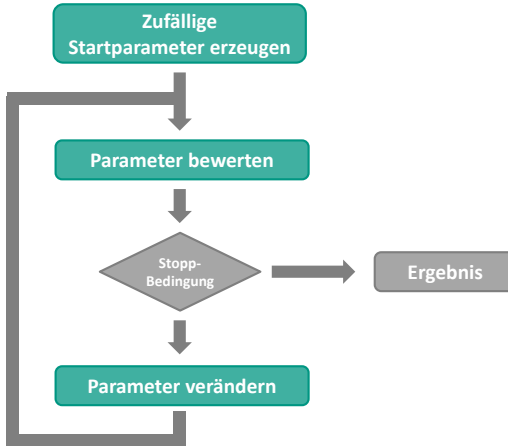 Zufällige
Startparameter erzeugen
Parameter bewerten
Stopp-
Bedingung
Ergebnis
Parameter verändern